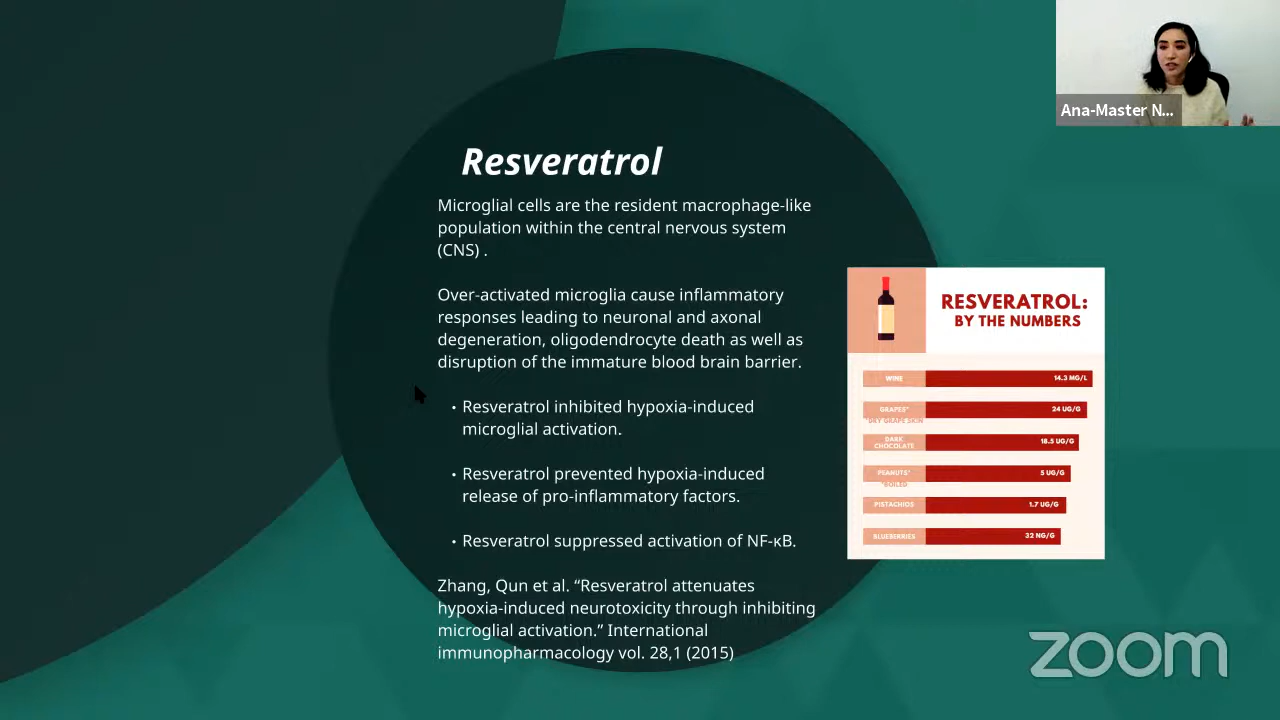 Ana-Master N...
Resveratrol
Microglial cells are the resident macrophage-like
population within the central nervous system
(CNS) .
Over-activated microglia cause inflammatory
responses leading to neuronal and axonal
degeneration, oligodendrocyte death as well as
disruption of the immature blood brain barrier.
• Resveratrol inhibited hypoxia-induced
microglial activation.
• Resveratrol prevented hypoxia-induced
release of pro-inflammatory factors.
• Resveratrol suppressed activation of NF-κB.
Zhang, Qun et al. “Resveratrol attenuates
hypoxia-induced neurotoxicity through inhibiting
microglial activation.” International
immunopharmacology vol. 28,1 (2015)
RESVERATROL:
BY THE NUMBERS
WINE 14.3 MG/L
GRAPES* 24 UG/G
*DRY GRAPE SKIN
DARK
CHOCOLATE 18.5 UG/G
PEANUTS* 5 UG/G
*BOILED
PISTACHIOS 1.7 UG/G
BLUEBERRIES 32 NG/G
zoom